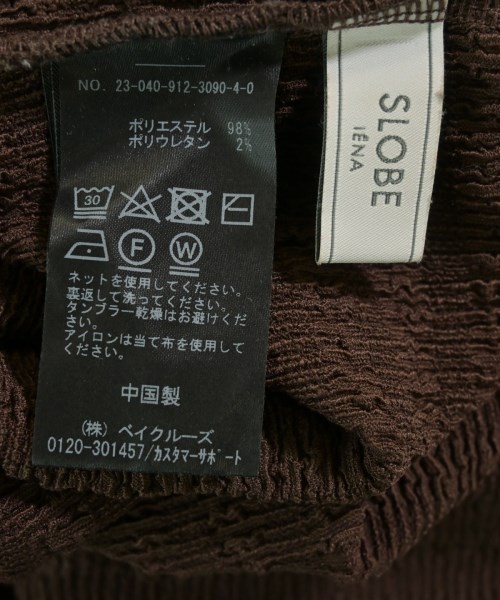 NO. 23-040-912-3090-4-0
ポリエステル 98%
ポリウレタン 2%
30
F W
ネットを使用してください。
裏返して洗ってください。
タンブラー乾燥はお避けくだ
さい。
アイロンは当て布を使用して
ください。
中国製
(株) ベイクルーズ
0120-301457/カスタマーサポート
SLOBE
IÉNA